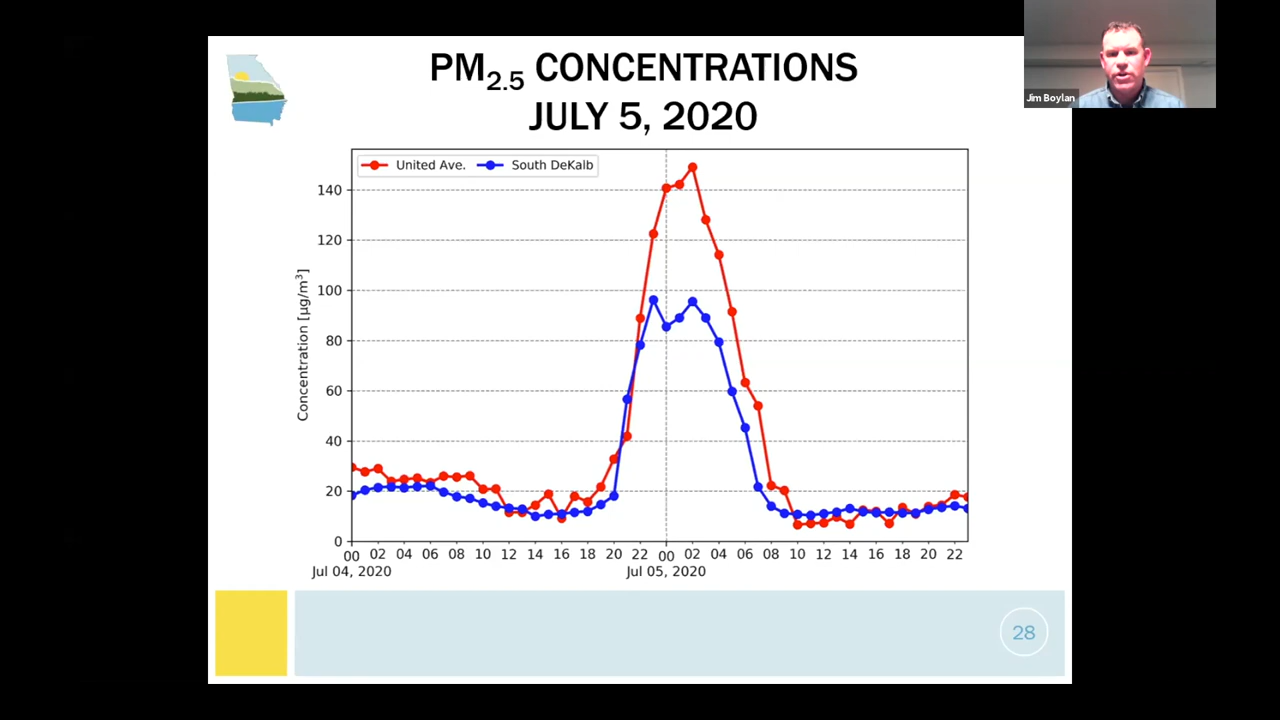 PM2.5 CONCENTRATIONS
JULY 5, 2020
Jim Boylan
United Ave. South DeKalb
Concentration [µg/m³]
140
120
100
80
60
40
20
0
00 02 04 06 08 10 12 14 16 18 20 22 00 02 04 06 08 10 12 14 16 18 20 22
Jul 04, 2020 Jul 05, 2020
28